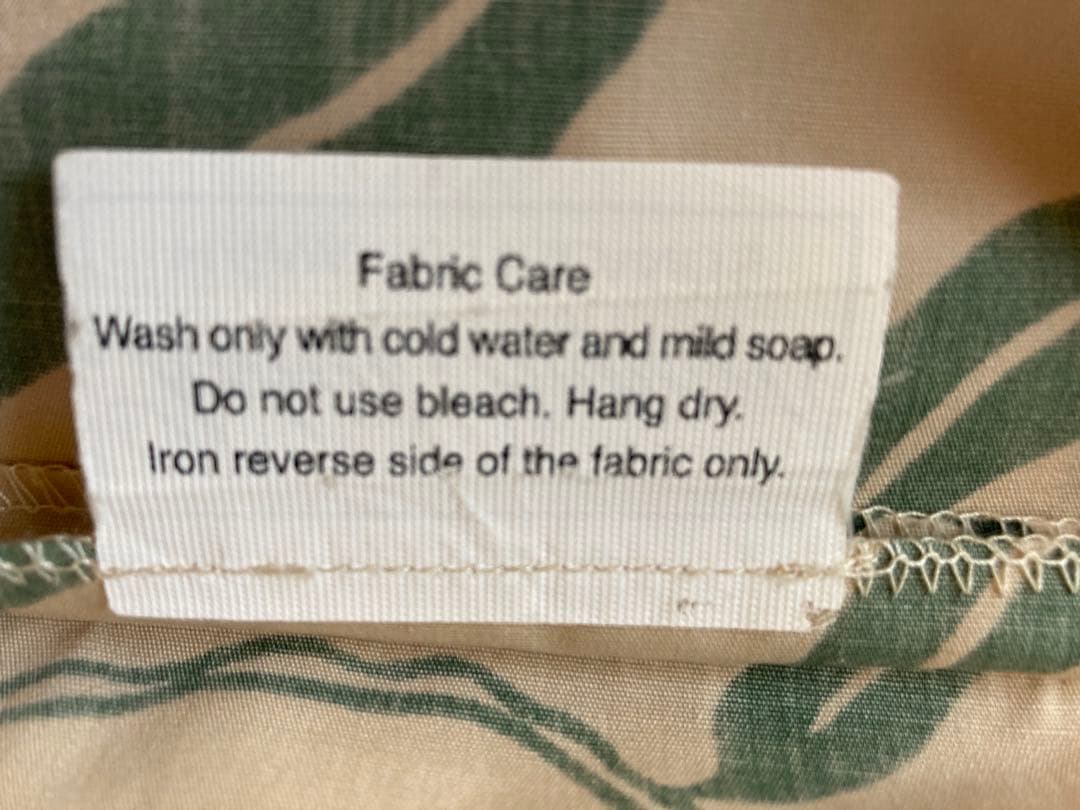 Fabric Care
Wash only with cold water and mild soap.
Do not use bleach. Hang dry.
Iron reverse side of the fabric only.